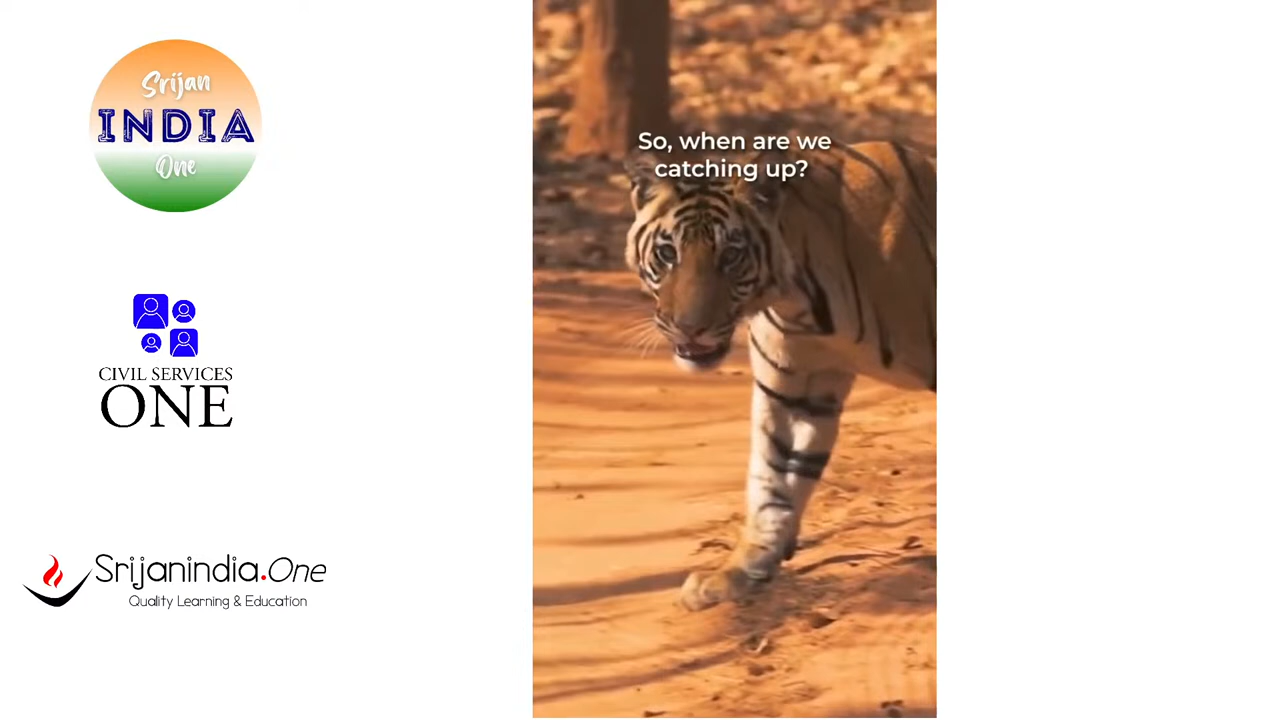 Srijan
INDIA
One
So, when are we
catching up?
CIVIL SERVICES
ONE
Srijanindia.One
Quality Learning & Education